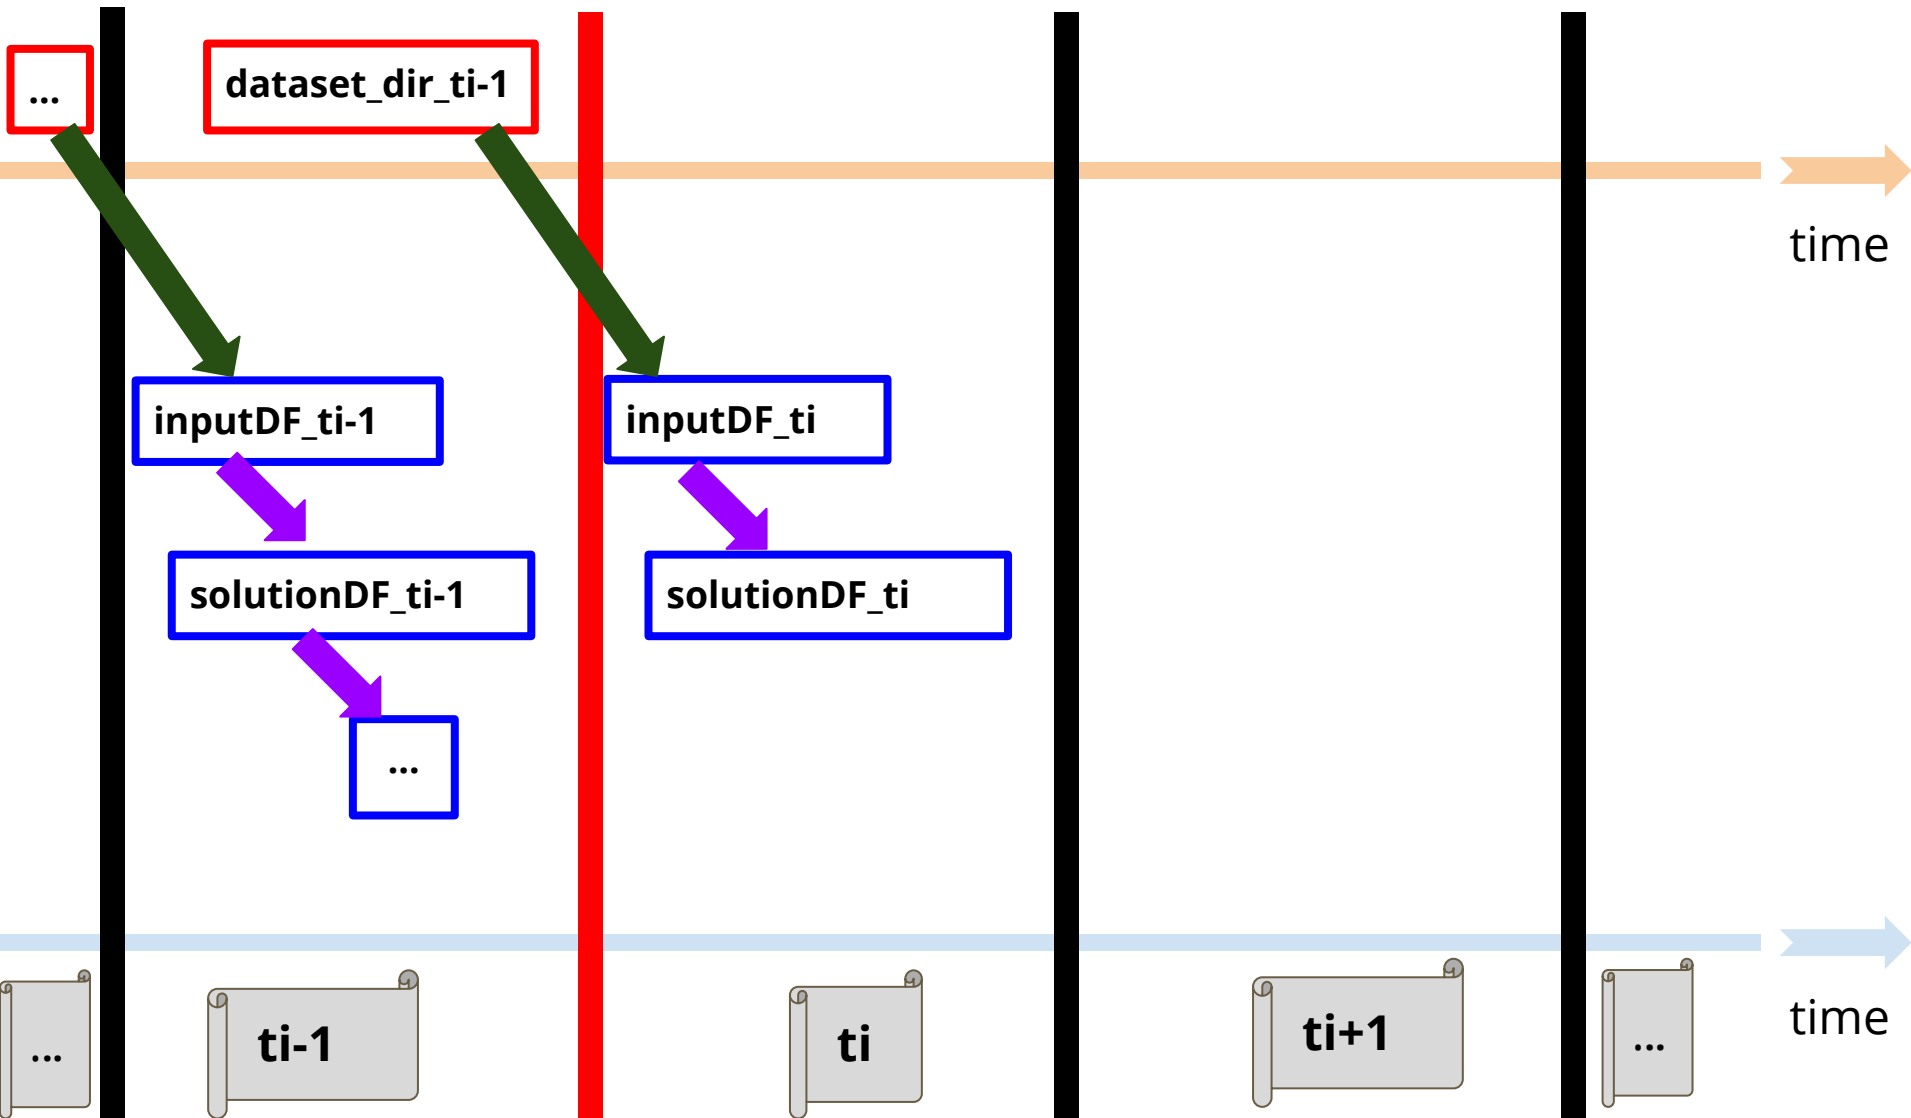 ...
dataset_dir_ti-1
time
inputDF_ti-1
inputDF_ti
solutionDF_ti-1
solutionDF_ti
...
...
ti-1
ti
ti+1
...
time